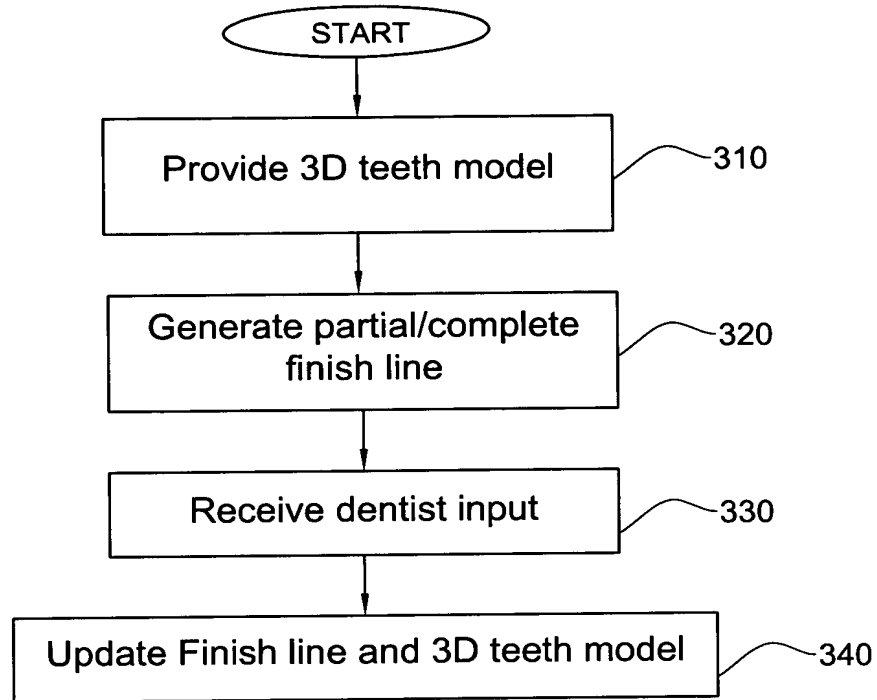 START
Provide 3D teeth model
310
Generate partial/complete
finish line
320
Receive dentist input
330
Update Finish line and 3D teeth model
340